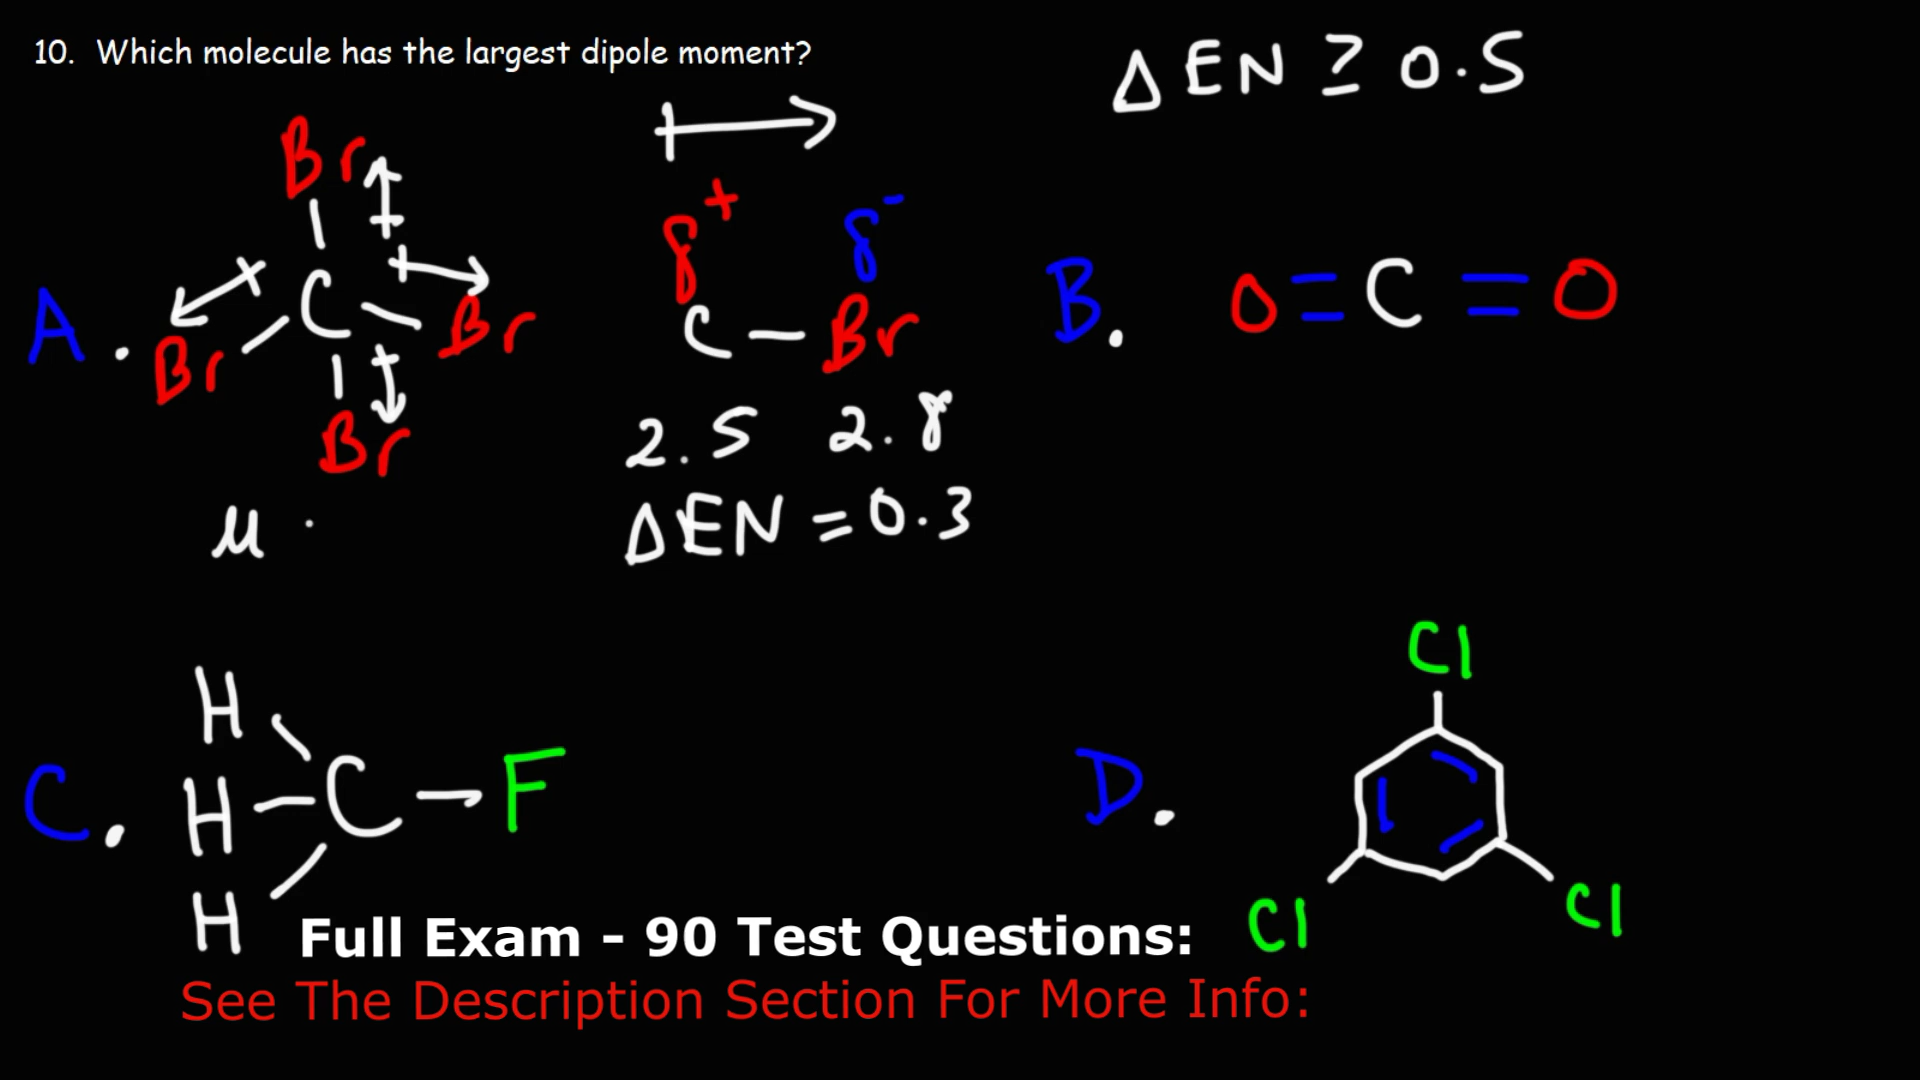 10. Which molecule has the largest dipole moment?
Δ EN ≥ 0.5
A.
Br
Br C Br
Br
μ
δ+ δ-
C - Br
2.5 2.8
ΔEN = 0.3
B. O = C = O
C.
H
H - C - F
H
D.
Cl
Cl Cl
Full Exam - 90 Test Questions:
See The Description Section For More Info: